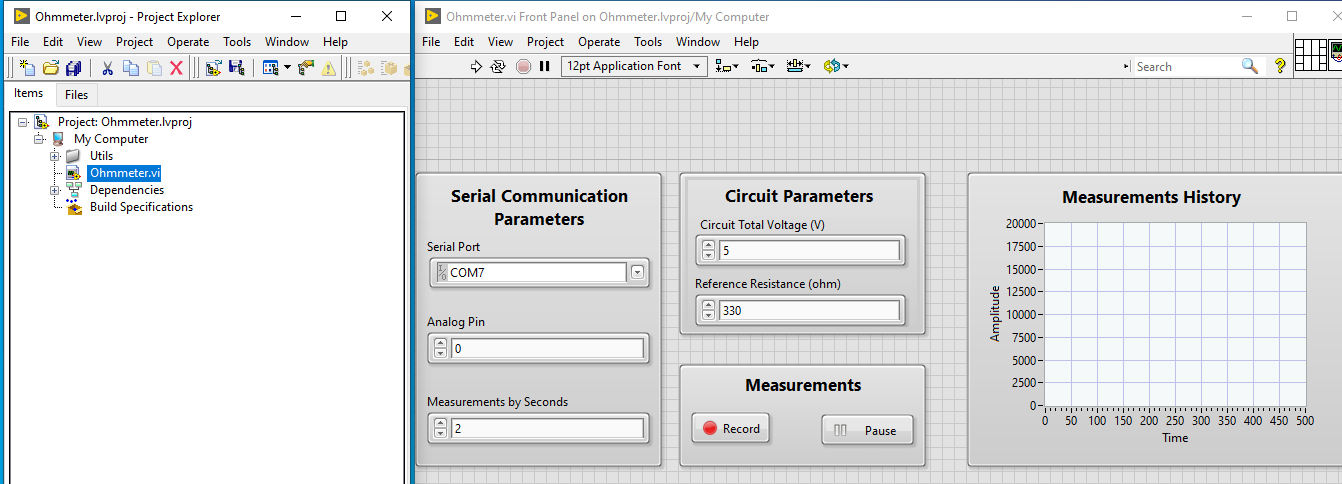 Ohmmeter.lvproj - Project Explorer
File Edit View Project Operate Tools Window Help
Items Files
Project: Ohmmeter.lvproj
My Computer
Utils
Ohmmeter.vi
Dependencies
Build Specifications
Ohmmeter.vi Front Panel on Ohmmeter.lvproj/My Computer
File Edit View Project Operate Tools Window Help
12pt Application Font
Search
?
Serial Communication
Parameters
Serial Port
I/O COM7
Analog Pin
0
Measurements by Seconds
2
Circuit Parameters
Circuit Total Voltage (V)
5
Reference Resistance (ohm)
330
Measurements
Record Pause
Measurements History
Amplitude
20000
17500
15000
12500
10000
7500
5000
2500
0
0 50 100 150 200 250 300 350 400 450 500
Time